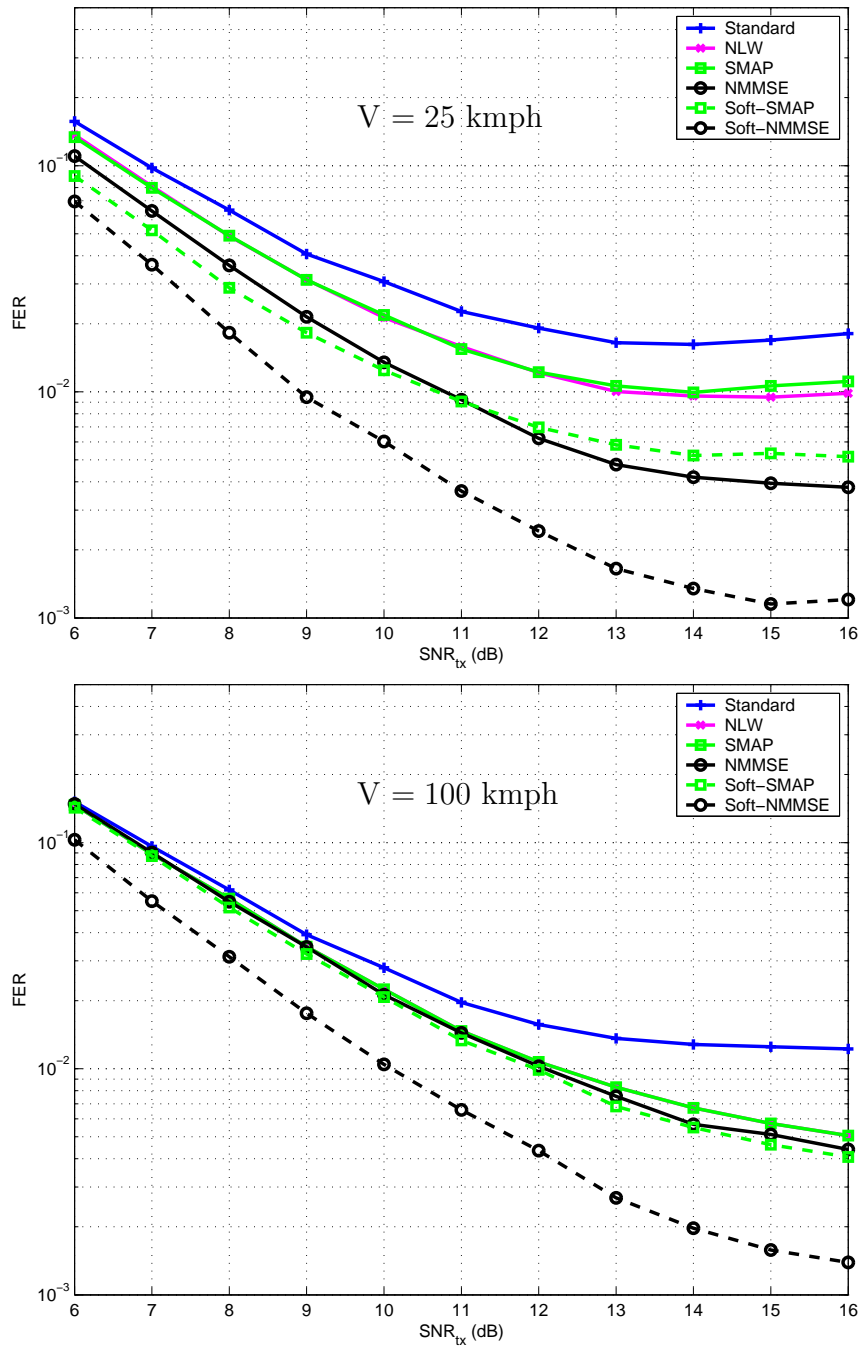 Standard
NLW
SMAP
NMMSE
Soft-SMAP
Soft-NMMSE
V = 25 kmph
10⁻¹
10⁻²
10⁻³
FER
6 7 8 9 10 11 12 13 14 15 16
SNR_tx (dB)
Standard
NLW
SMAP
NMMSE
Soft-SMAP
Soft-NMMSE
V = 100 kmph
10⁻¹
10⁻²
10⁻³
FER
6 7 8 9 10 11 12 13 14 15 16
SNR_tx (dB)